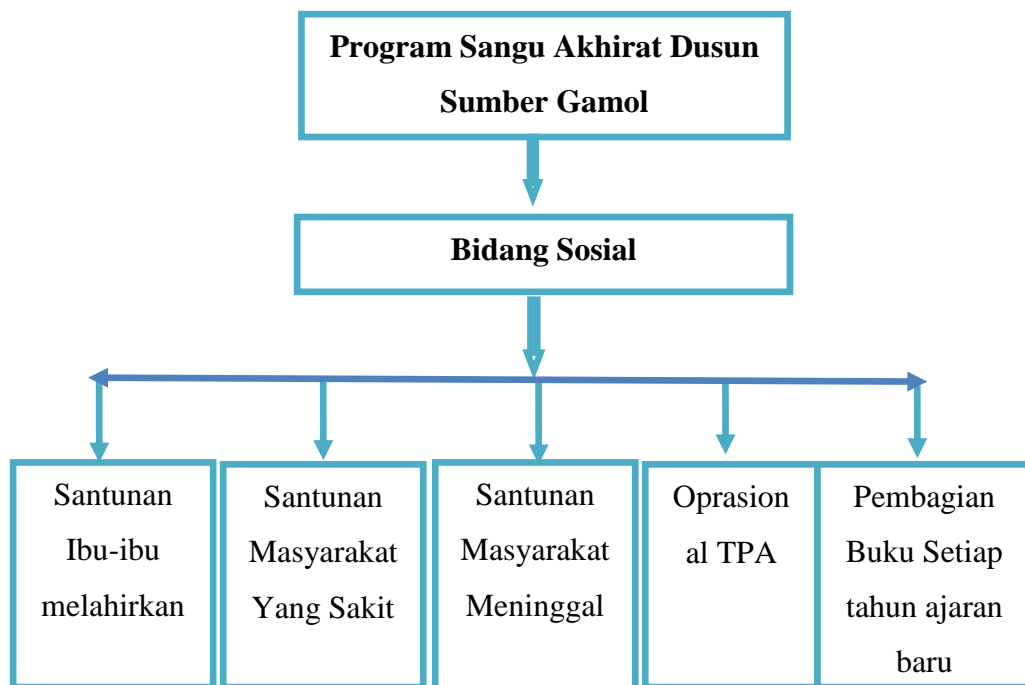 Program Sangu Akhirat Dusun
Sumber Gamol
Bidang Sosial
Santunan
Ibu-ibu
melahirkan
Santunan
Masyarakat
Yang Sakit
Santunan
Masyarakat
Meninggal
Oprasion
al TPA
Pembagian
Buku Setiap
tahun ajaran
baru